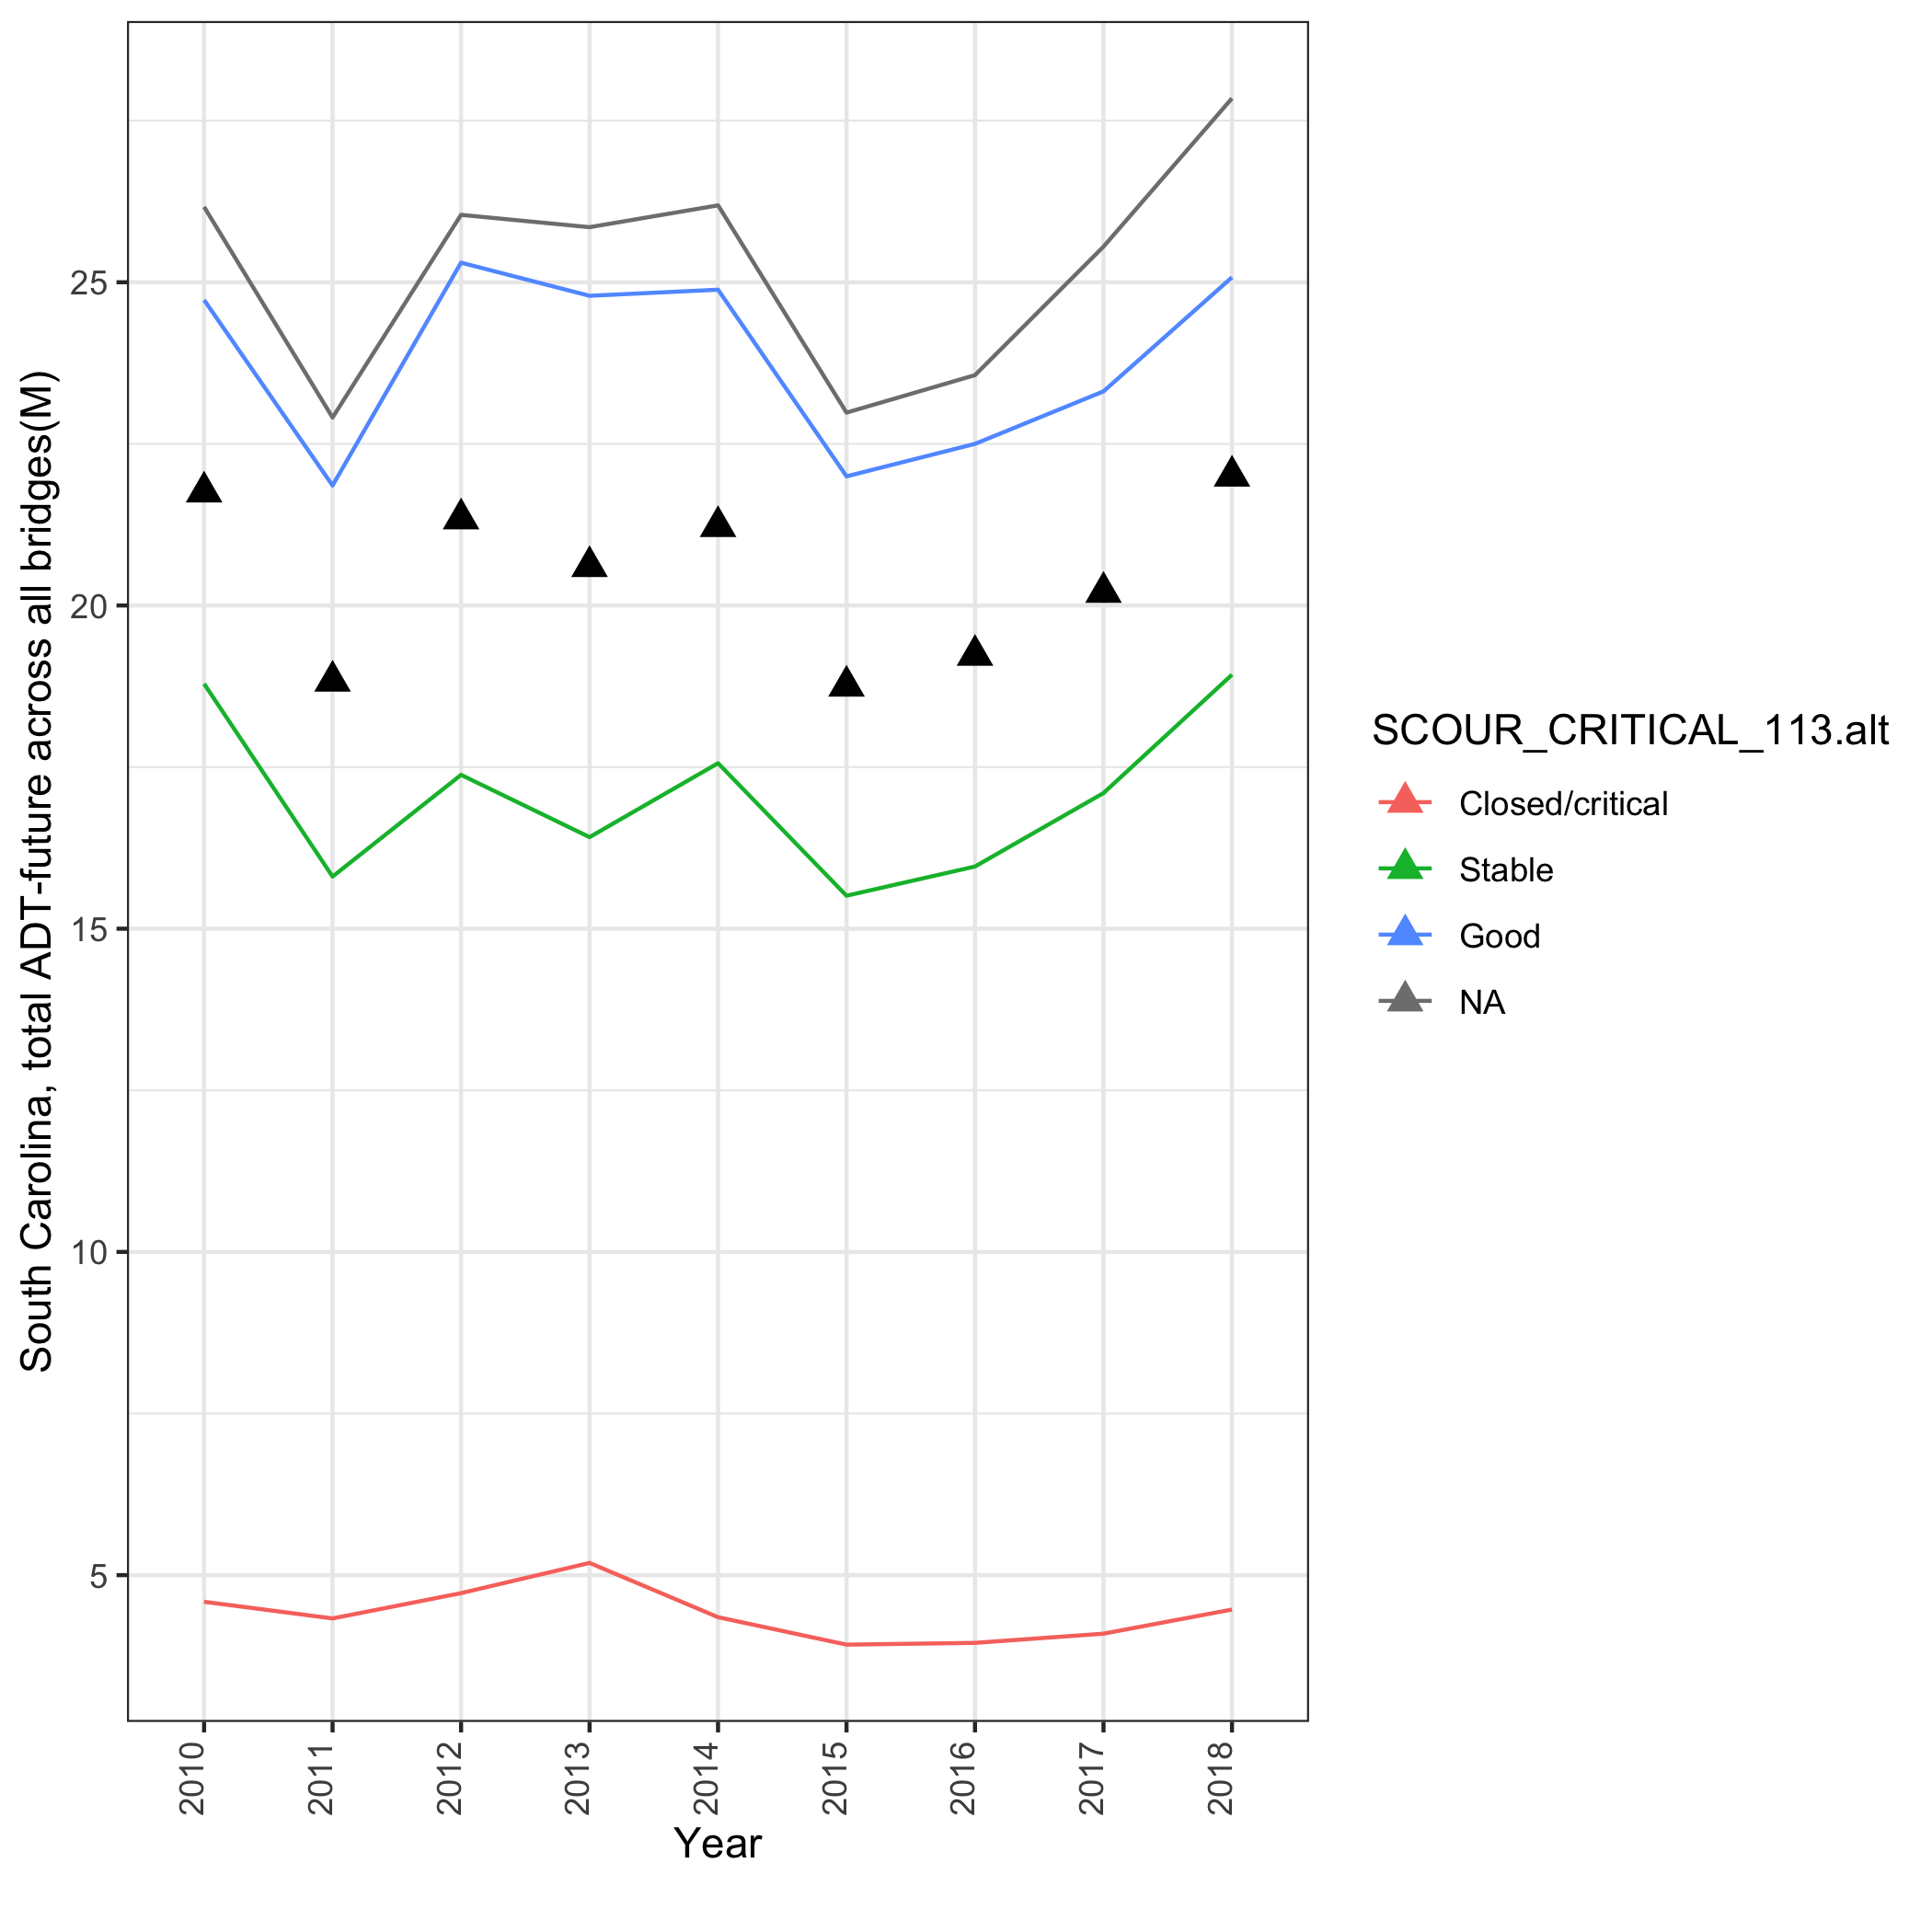 South Carolina, total ADT-future across all bridges(M)
25
20
15
10
5
2010
2011
2012
2013
2014
2015
2016
2017
2018
Year
SCOUR_CRITICAL_113.alt
Closed/critical
Stable
Good
NA